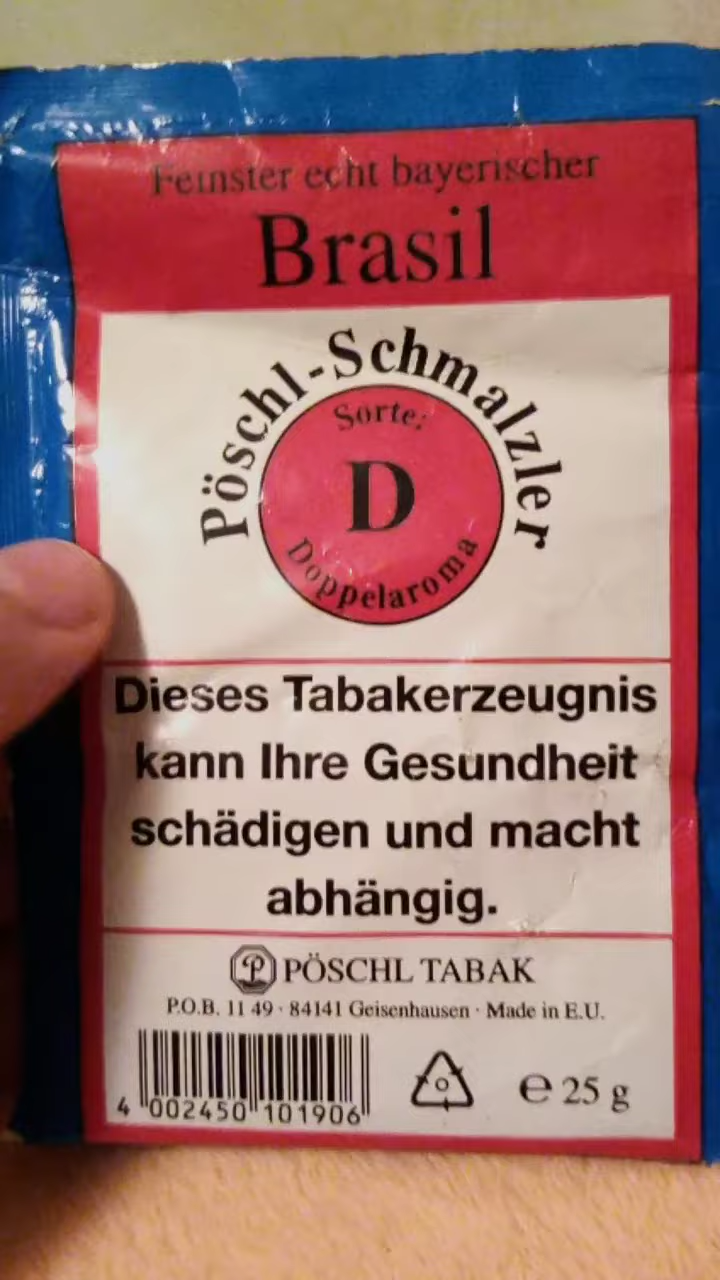 Feinster echt bayerischer
Brasil
Pöschl-Schmalzler
Sorte:
D
Doppelaroma
Dieses Tabakerzeugnis
kann Ihre Gesundheit
schädigen und macht
abhängig.
P PÖSCHL TABAK
P.O.B. 11 49 · 84141 Geisenhausen · Made in E.U.
4 002450 101906
e 25 g